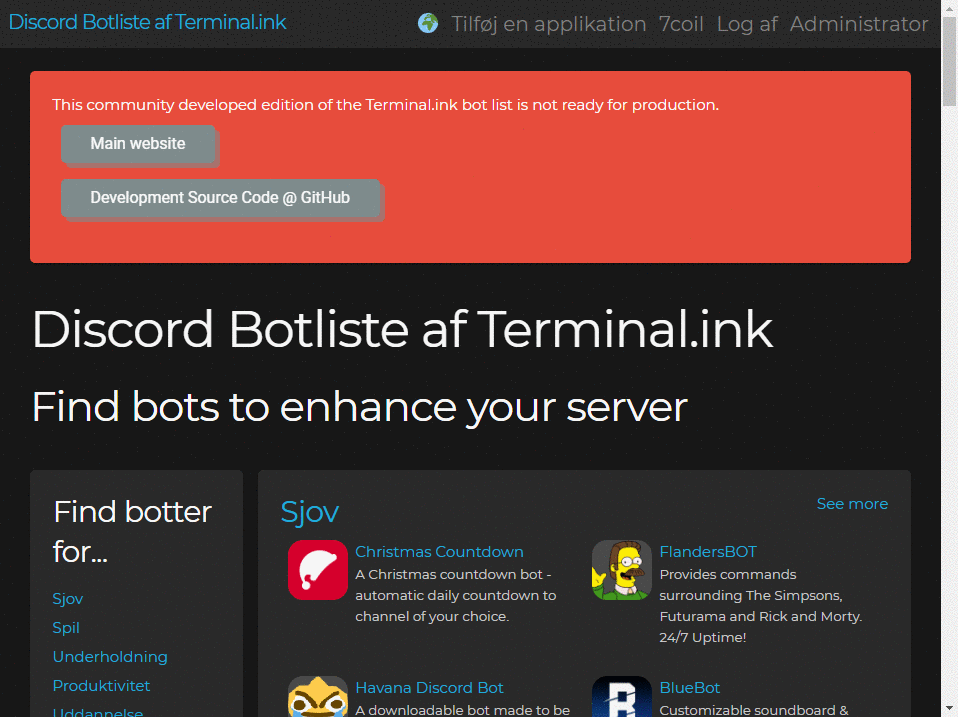 Discord Botliste af Terminal.ink
Tilføj en applikation 7coil Log af Administrator
This community developed edition of the Terminal.ink bot list is not ready for production.
Main website
Development Source Code @ GitHub
Discord Botliste af Terminal.ink
Find bots to enhance your server
Find botter
for...
Sjov
Spil
Underholdning
Produktivitet
Uddannelse
Sjov
See more
Christmas Countdown
A Christmas countdown bot -
automatic daily countdown to
channel of your choice.
FlandersBOT
Provides commands
surrounding The Simpsons,
Futurama and Rick and Morty.
24/7 Uptime!
Havana Discord Bot
A downloadable bot made to be
BlueBot
Customizable soundboard &